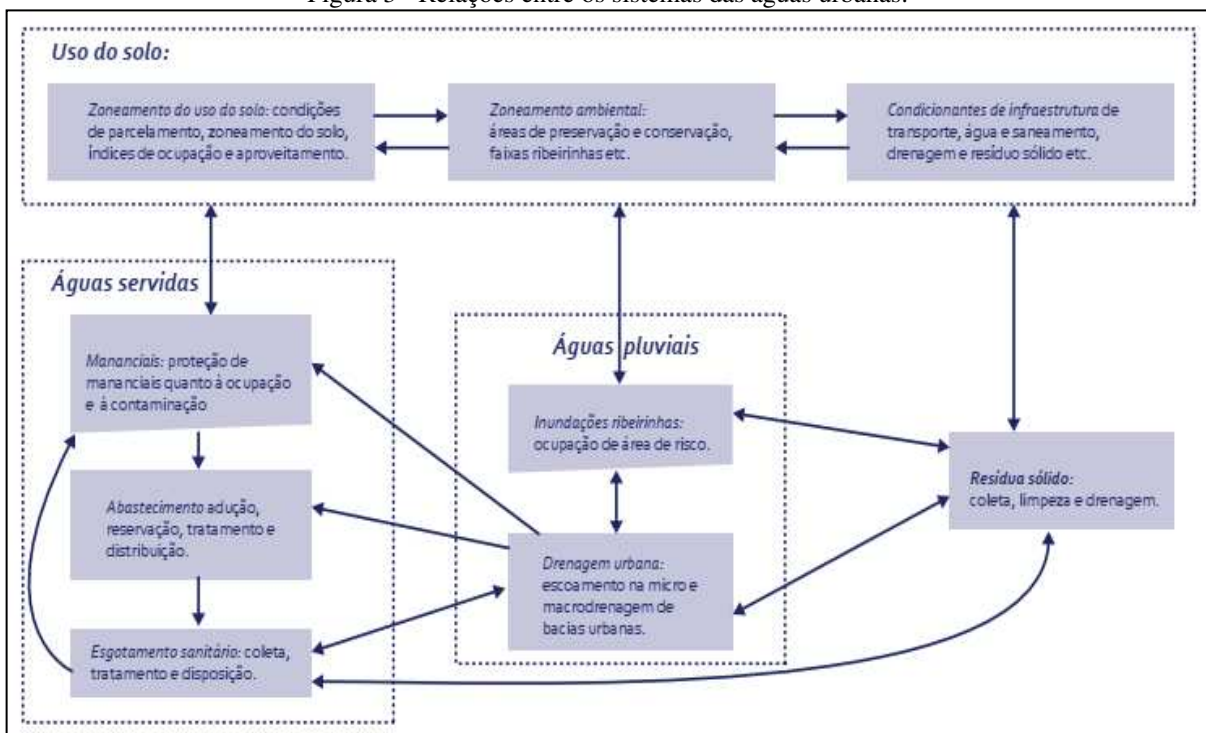 Figura 3 - Relações entre os sistemas das águas urbanas.
Uso do solo:
Zoneamento do uso do solo: condições
de parcelamento, zoneamento do solo,
índices de ocupação e aproveitamento.
Zoneamento ambiental:
áreas de preservação e conservação,
faixas ribeirinhas etc.
Condicionantes de infraestrutura de
transporte, água e saneamento,
drenagem e resíduo sólido etc.
Águas servidas
Mananciais: proteção de
mananciais quanto à ocupação
e à contaminação
Abastecimento adução,
reservação, tratamento e
distribuição.
Esgotamento sanitário: coleta,
tratamento e disposição.
Águas pluviais
Inundações ribeirinhas:
ocupação de área de risco.
Drenagem urbana:
escoamento na micro e
macrodrenagem de
bacias urbanas.
Resídua sólido:
coleta, limpeza e drenagem.